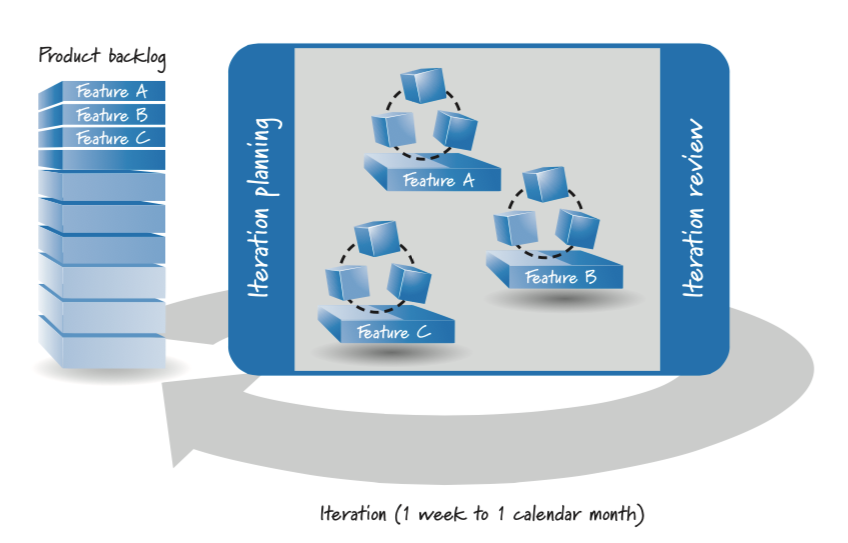 Product backlog
Feature A
Feature B
Feature C
Iteration planning
Feature A
Feature B
Feature C
Iteration review
Iteration (1 week to 1 calendar month)